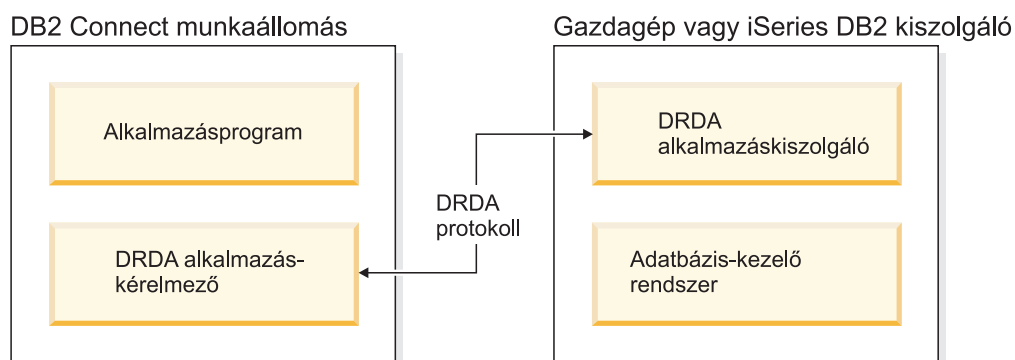 DB2 Connect munkaállomás
Gazdagép vagy iSeries DB2 kiszolgáló
Alkalmazásprogram
DRDA
alkalmazáskiszolgáló
DRDA
protokoll
DRDA alkalmazás-
kérelmező
Adatbázis-kezelő
rendszer